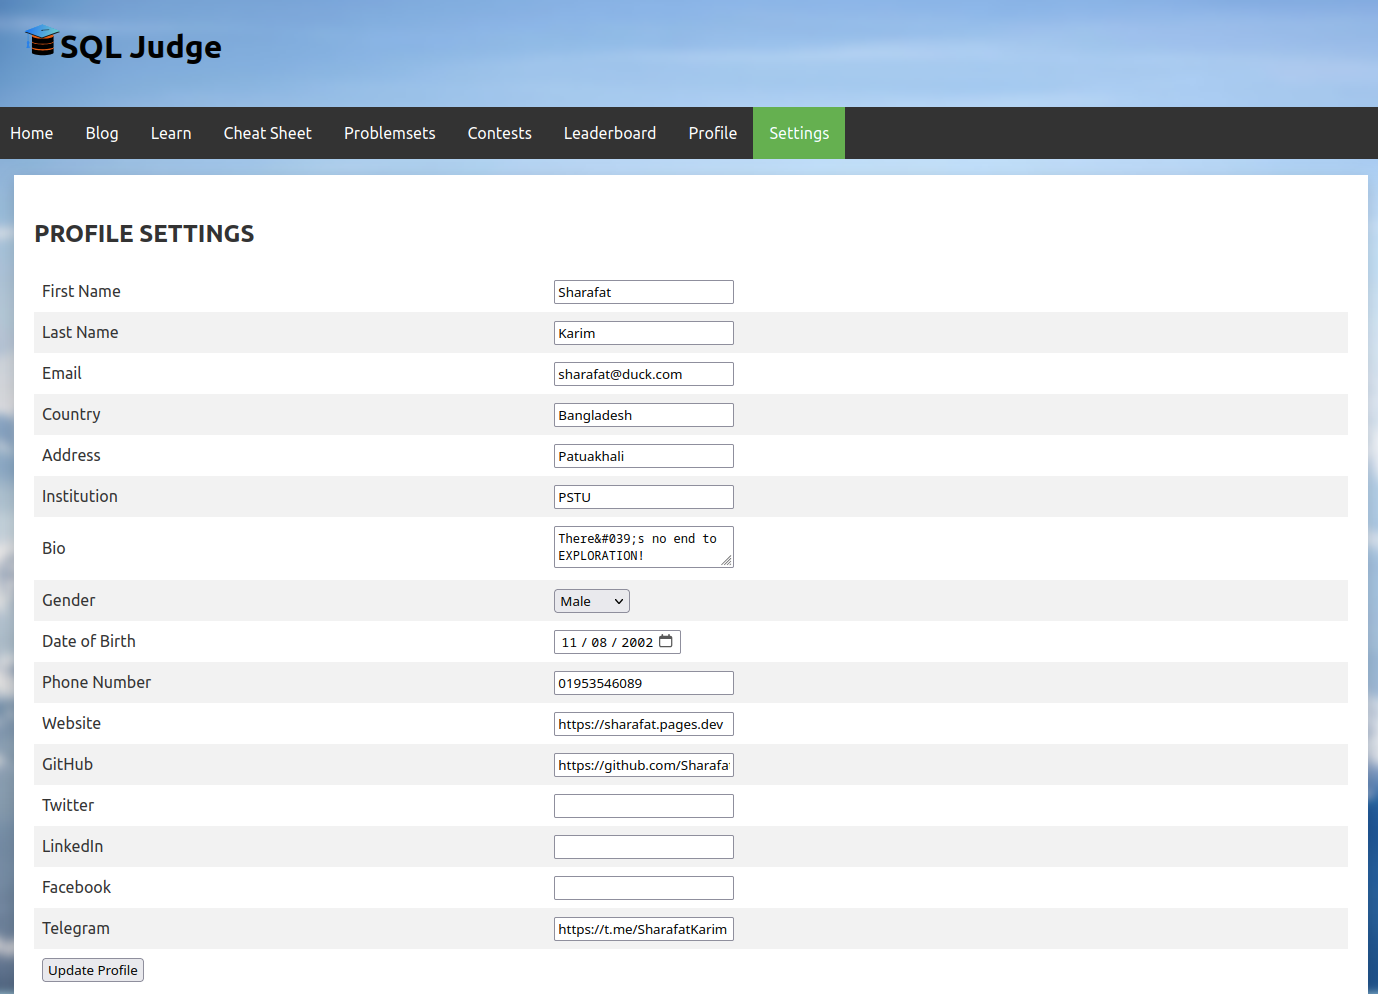 SQL Judge
Home Blog Learn Cheat Sheet Problemsets Contests Leaderboard Profile Settings
PROFILE SETTINGS
First Name Sharafat
Last Name Karim
Email sharafat@duck.com
Country Bangladesh
Address Patuakhali
Institution PSTU
Bio There&#039;s no end to
EXPLORATION!
Gender Male
Date of Birth 11 / 08 / 2002
Phone Number 01953546089
Website https://sharafat.pages.dev
GitHub https://github.com/Sharafa
Twitter
LinkedIn
Facebook
Telegram https://t.me/SharafatKarim
Update Profile